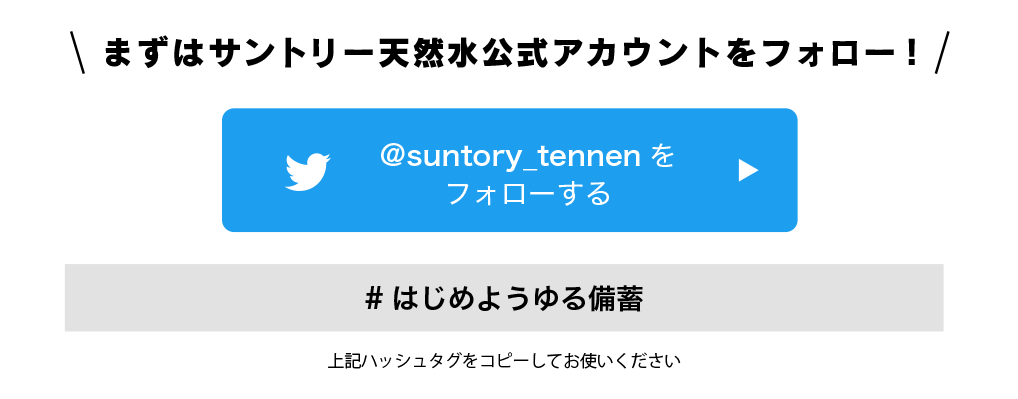 \ まずはサントリー天然水公式アカウントをフォロー！ /
@suntory_tennen を
フォローする
# はじめようゆる備蓄
上記ハッシュタグをコピーしてお使いください